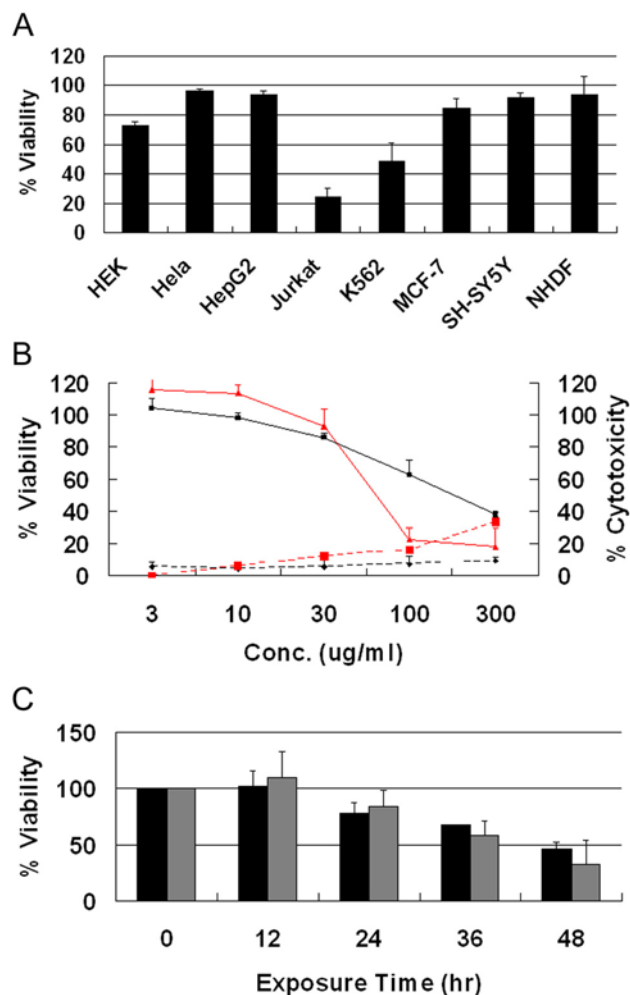 A
% Viability
120
100
80
60
40
20
0
HEK
Hela
HepG2
Jurkat
K562
MCF-7
SH-SY5Y
NHDF
B
% Viability
120
100
80
60
40
20
0
120
100
80
60
40
20
0
% Cytotoxicity
3 10 30 100 300
Conc. (ug/ml)
C
% Viability
150
100
50
0
0 12 24 36 48
Exposure Time (hr)